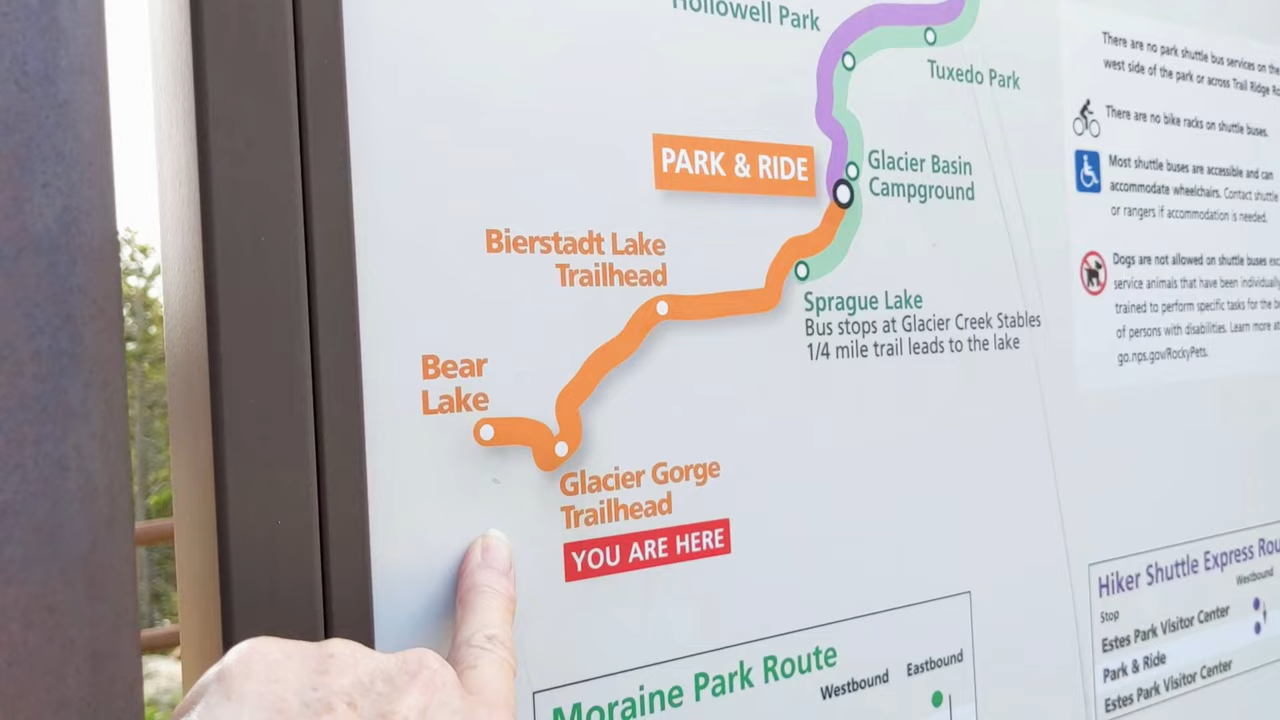 Hollowell Park
Tuxedo Park
PARK & RIDE
Glacier Basin
Campground
Bierstadt Lake
Trailhead
Sprague Lake
Bus stops at Glacier Creek Stables
1/4 mile trail leads to the lake
Bear
Lake
Glacier Gorge
Trailhead
YOU ARE HERE
Moraine Park Route
Westbound
Eastbound
There are no park shuttle bus services on the
west side of the park or across Trail Ridge
There are no bike racks on shuttle buses.
Most shuttle buses are accessible and can
accommodate wheelchairs. Contact shuttle
or rangers if accommodation is needed.
Dogs are not allowed on shuttle buses
service animals that have been individually
trained to perform specific tasks for the
of persons with disabilities. Learn more at
go.nps.gov/RockyPets.
Hiker Shuttle Express
Westbound
Stop
Estes Park Visitor Center
Park & Ride
Estes Park Visitor Center